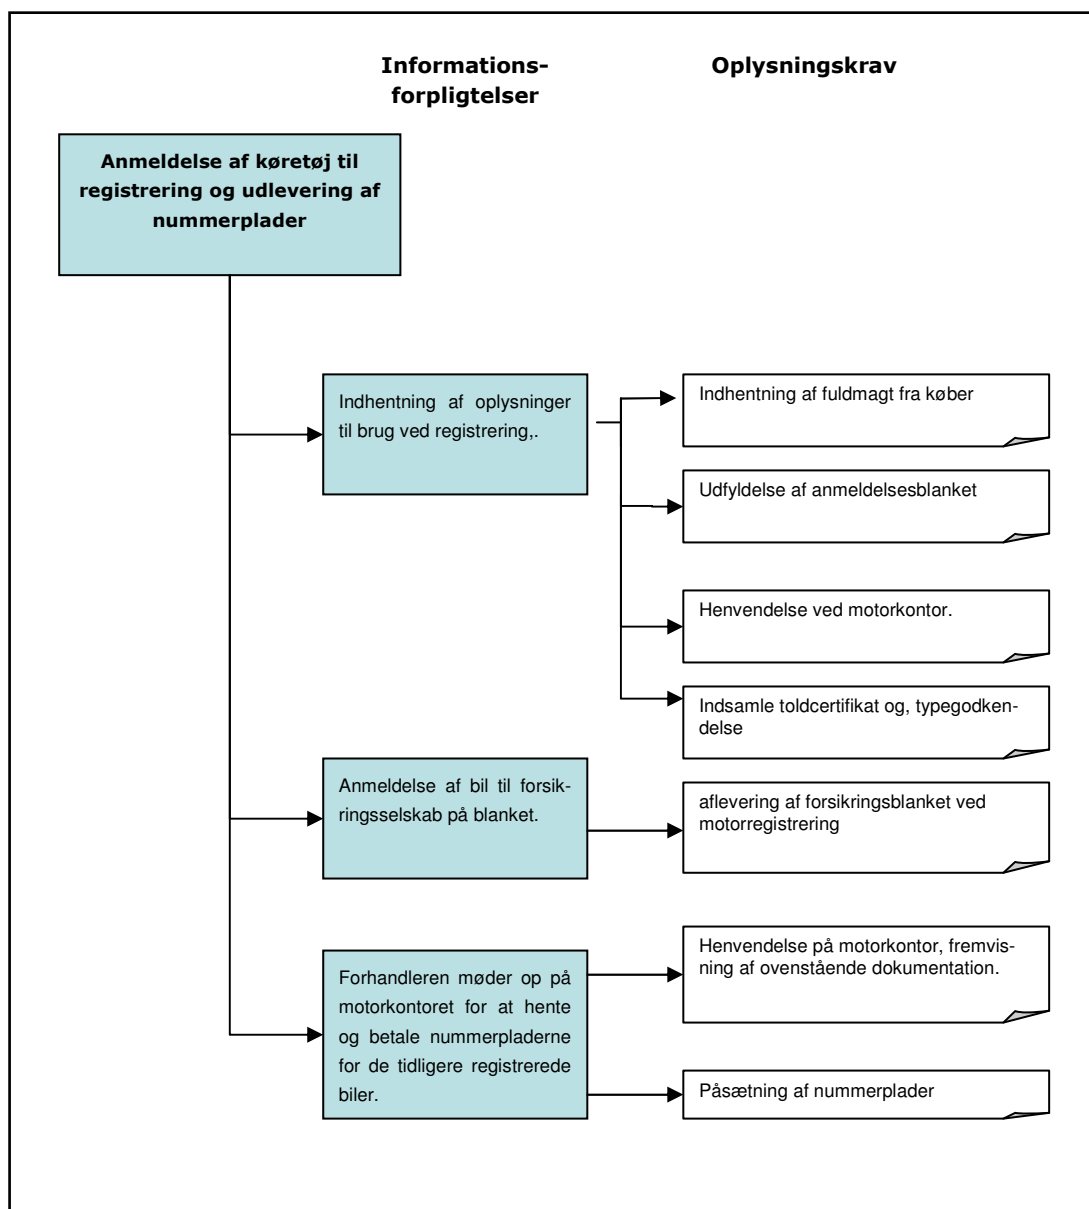 Informations-
forpligtelser
Oplysningskrav
Anmeldelse af køretøj til
registrering og udlevering af
nummerplader
Indhentning af oplysninger
til brug ved registrering,.
Indhentning af fuldmagt fra køber
Udfyldelse af anmeldelsesblanket
Henvendelse ved motorkontor.
Indsamle toldcertifikat og, typegodken-
delse
Anmeldelse af bil til forsik-
ringsselskab på blanket.
aflevering af forsikringsblanket ved
motorregistrering
Forhandleren møder op på
motorkontoret for at hente
og betale nummerpladerne
for de tidligere registrerede
biler.
Henvendelse på motorkontor, fremvis-
ning af ovenstående dokumentation.
Påsætning af nummerplader